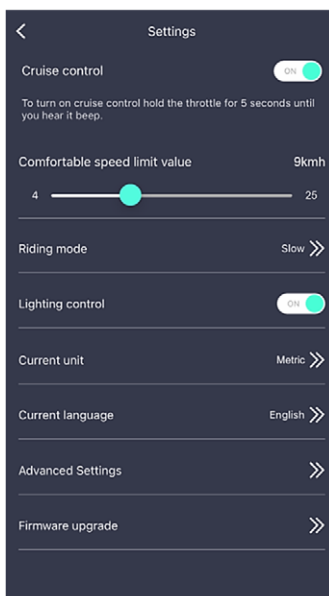 Settings
Cruise control ON
To turn on cruise control hold the throttle for 5 seconds until
you hear it beep.
Comfortable speed limit value 9kmh
4 25
Riding mode Slow
Lighting control ON
Current unit Metric
Current language English
Advanced Settings
Firmware upgrade